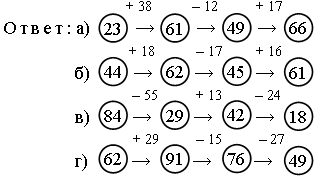 + 38 − 12 + 17
Ответ: а) 23 → 61 → 49 → 66
+ 18 − 17 + 16
б) 44 → 62 → 45 → 61
− 55 + 13 − 24
в) 84 → 29 → 42 → 18
+ 29 − 15 − 27
г) 62 → 91 → 76 → 49